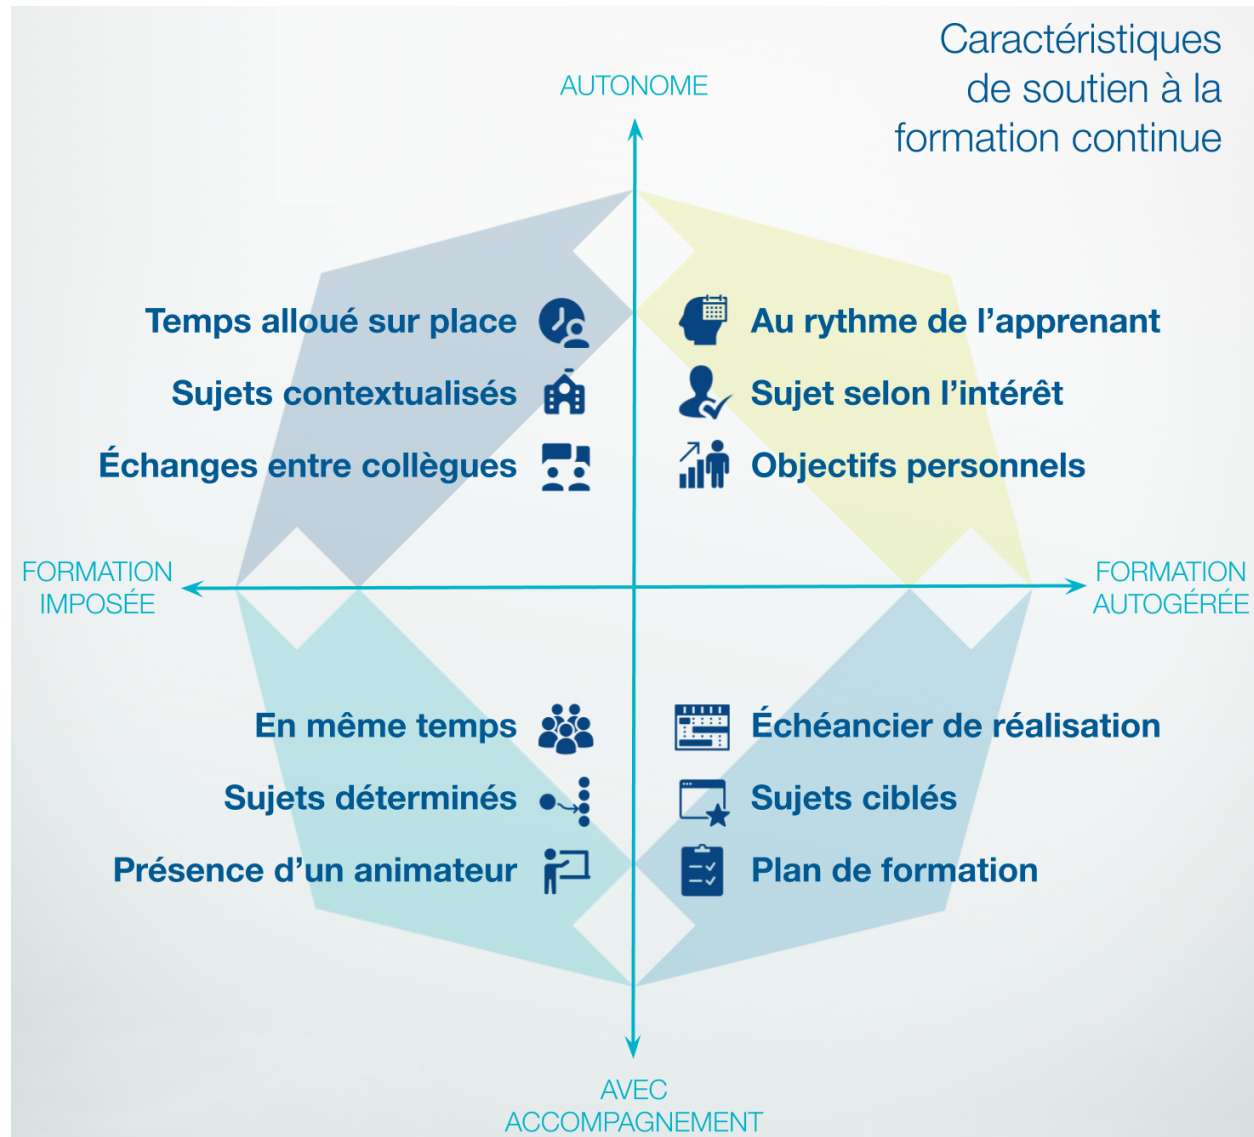 Caractéristiques
de soutien à la
formation continue
AUTONOME
Temps alloué sur place
Sujets contextualisés
Échanges entre collègues
Au rythme de l’apprenant
Sujet selon l’intérêt
Objectifs personnels
FORMATION
IMPOSÉE
FORMATION
AUTOGÉRÉE
En même temps
Sujets déterminés
Présence d’un animateur
Échéancier de réalisation
Sujets ciblés
Plan de formation
AVEC
ACCOMPAGNEMENT